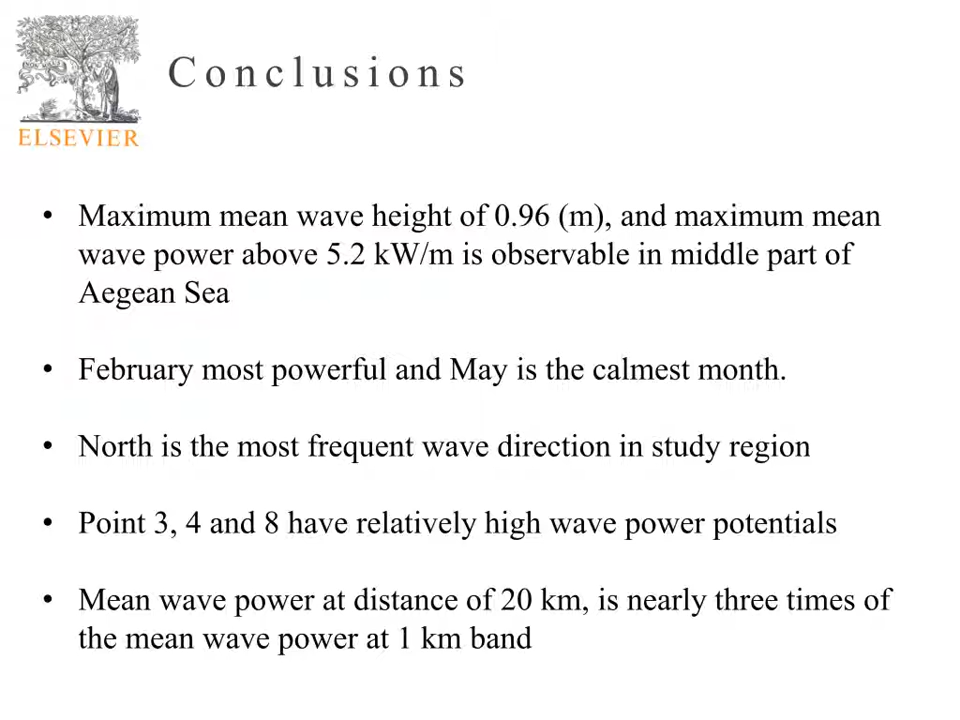 Conclusions
ELSEVIER
• Maximum mean wave height of 0.96 (m), and maximum mean
wave power above 5.2 kW/m is observable in middle part of
Aegean Sea
• February most powerful and May is the calmest month.
• North is the most frequent wave direction in study region
• Point 3, 4 and 8 have relatively high wave power potentials
• Mean wave power at distance of 20 km, is nearly three times of
the mean wave power at 1 km band